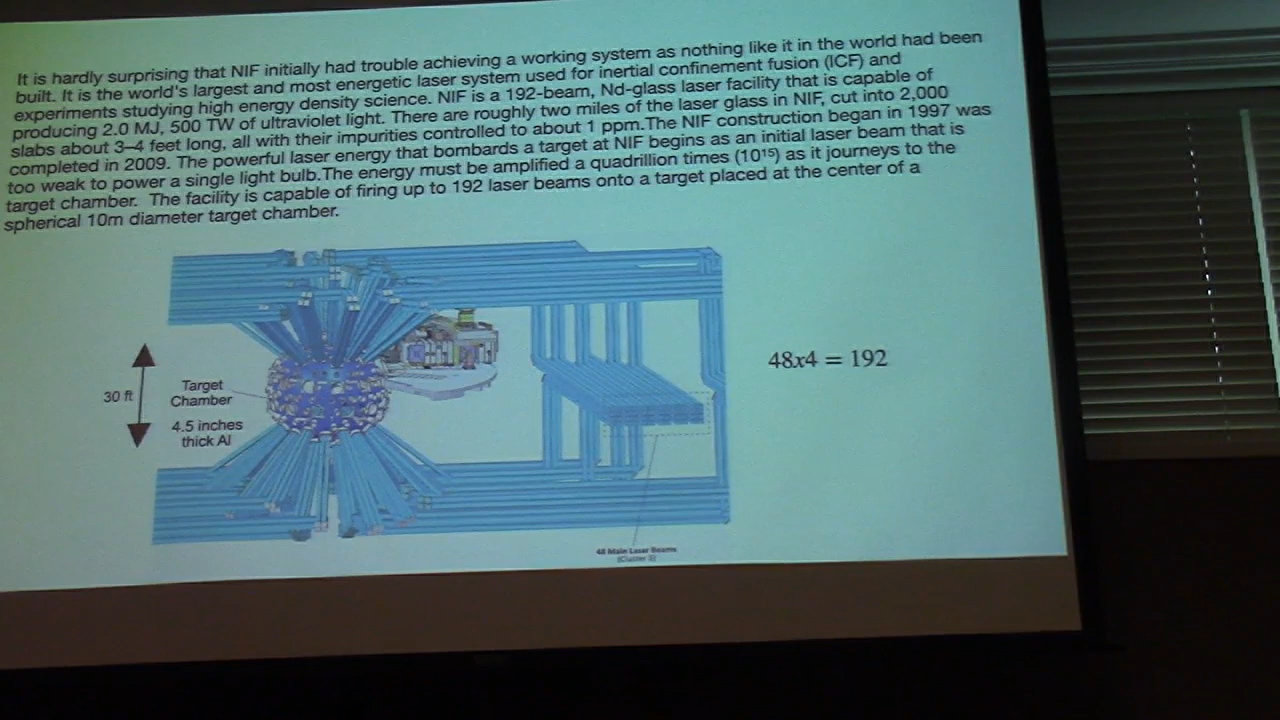 It is hardly surprising that NIF initially had trouble achieving a working system as nothing like it in the world had been
built. It is the world's largest and most energetic laser system used for inertial confinement fusion (ICF) and
experiments studying high energy density science. NIF is a 192-beam, Nd-glass laser facility that is capable of
producing 2.0 MJ, 500 TW of ultraviolet light. There are roughly two miles of the laser glass in NIF, cut into 2,000
slabs about 3–4 feet long, all with their impurities controlled to about 1 ppm.The NIF construction began in 1997 was
completed in 2009. The powerful laser energy that bombards a target at NIF begins as an initial laser beam that is
too weak to power a single light bulb.The energy must be amplified a quadrillion times (10¹⁵) as it journeys to the
target chamber. The facility is capable of firing up to 192 laser beams onto a target placed at the center of a
spherical 10m diameter target chamber.
48x4 = 192
30 ft
Target
Chamber
4.5 inches
thick Al
48 Main Laser Beams
(Cluster 3)